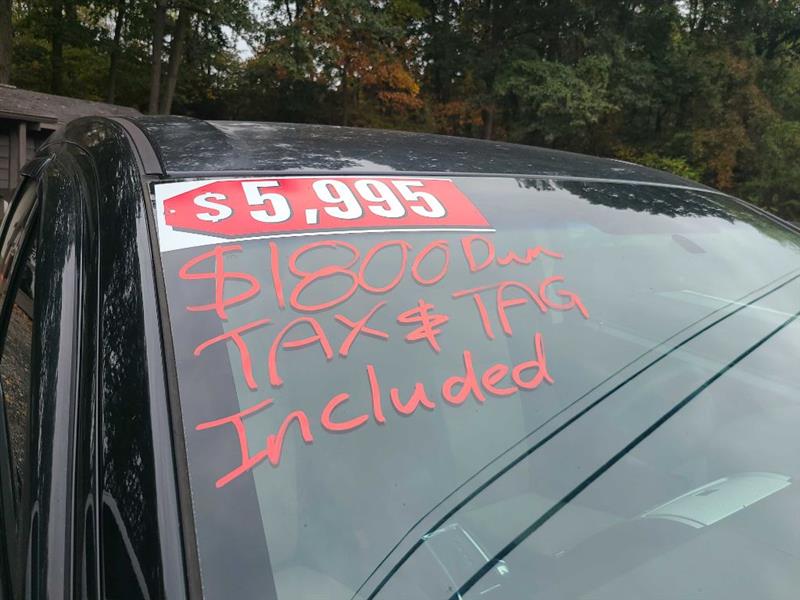 $5,995
$1800 Dwn
TAX & TAG
Included